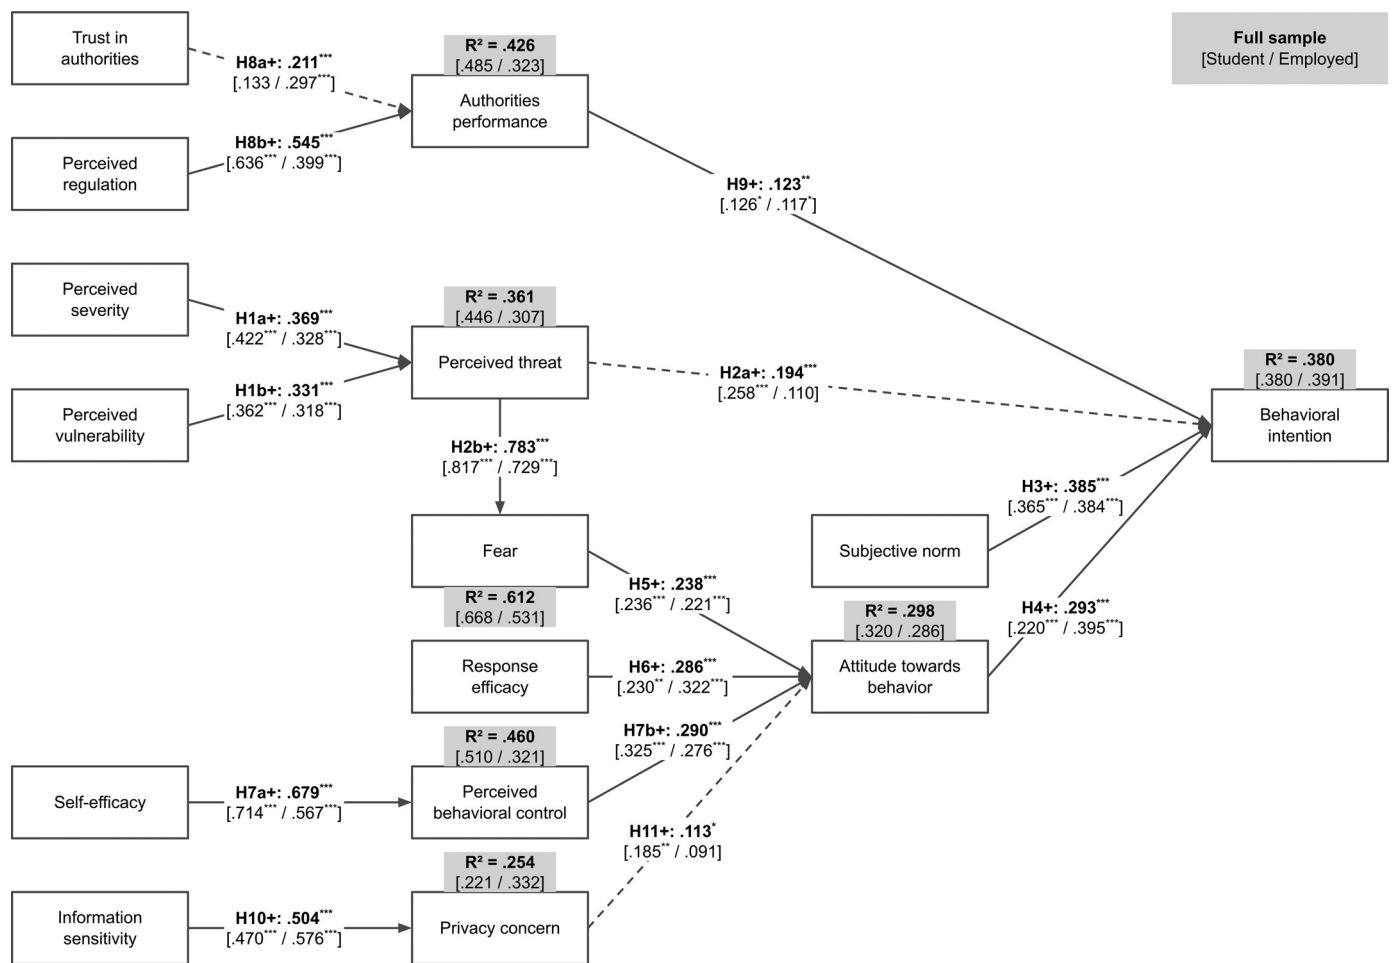 Trust in
authorities
H8a+: .211***
[.133 / .297***]
R² = .426
[.485 / .323]
Authorities
performance
Full sample
[Student / Employed]
Perceived
regulation
H8b+: .545***
[.636*** / .399***]
H9+: .123**
[.126* / .117*]
Perceived
severity
H1a+: .369***
[.422*** / .328***]
R² = .361
[.446 / .307]
Perceived threat
H2a+: .194***
[.258*** / .110]
R² = .380
[.380 / .391]
Behavioral
intention
Perceived
vulnerability
H1b+: .331***
[.362*** / .318***]
H2b+: .783***
[.817*** / .729***]
H3+: .385***
[.365*** / .384***]
Fear
R² = .612
[.668 / .531]
Subjective norm
H5+: .238***
[.236*** / .221***]
R² = .298
[.320 / .286]
H4+: .293***
[.220*** / .395***]
Response
efficacy
H6+: .286***
[.230** / .322***]
Attitude towards
behavior
R² = .460
[.510 / .321]
H7b+: .290***
[.325*** / .276***]
Self-efficacy
H7a+: .679***
[.714*** / .567***]
Perceived
behavioral control
H11+: .113*
[.185** / .091]
R² = .254
[.221 / .332]
Information
sensitivity
H10+: .504***
[.470*** / .576***]
Privacy concern